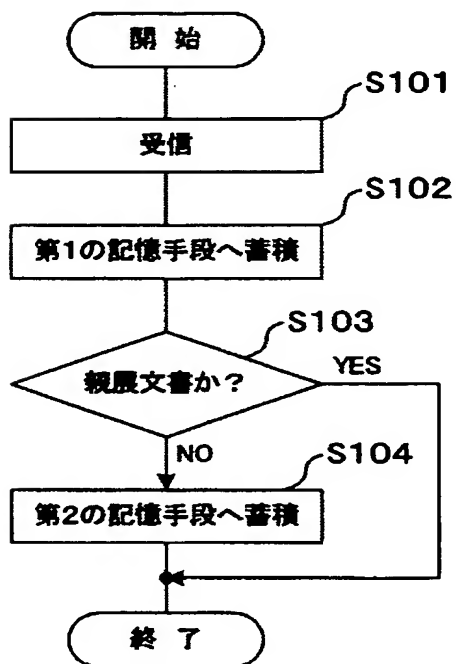 開 始
S101
受信
S102
第1の記憶手段へ蓄積
S103
親展文書か？
YES
NO
S104
第2の記憶手段へ蓄積
終 了